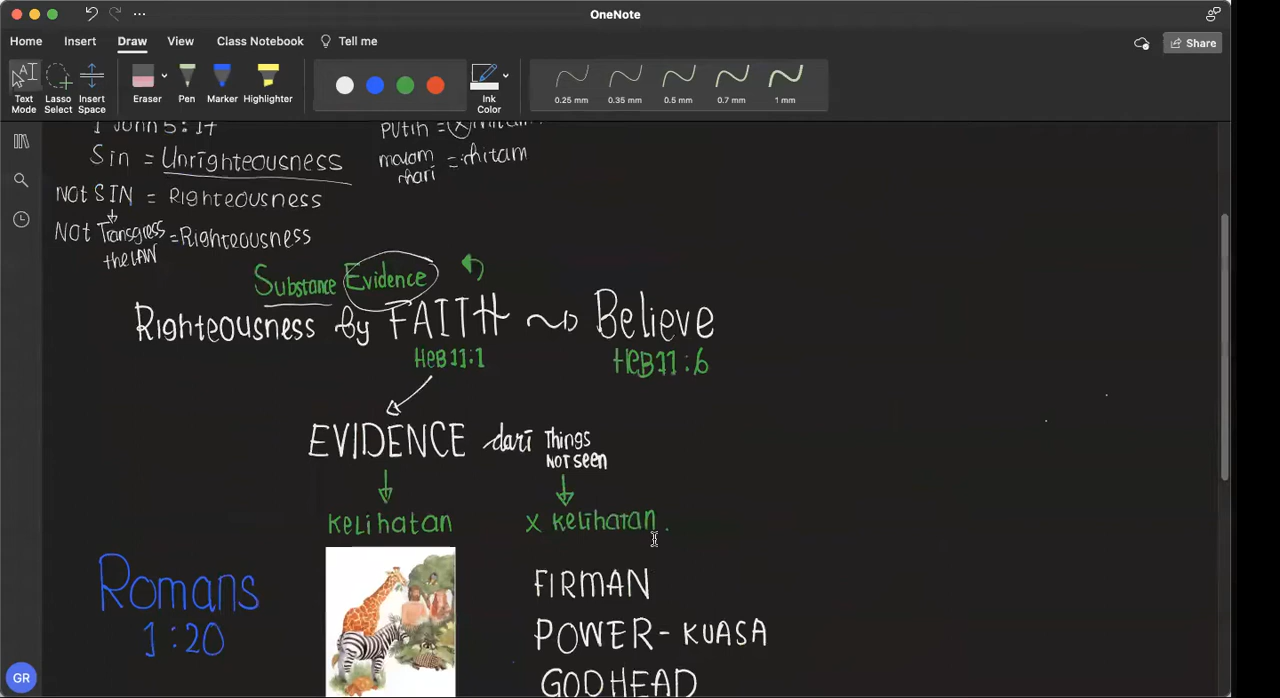 OneNote
Home Insert Draw View Class Notebook Tell me
Share
Text Mode
Lasso Select
Insert Space
Eraser
Pen
Marker
Highlighter
Ink Color
0.25 mm
0.35 mm
0.5 mm
0.7 mm
1 mm
1 John 5:17
Sin = Unrighteousness
NOT SIN = Righteousness
NOT Transgress the LAW = Righteousness
malam hari = hitam
Substance Evidence
Righteousness by FAITH → Believe
HEB 11:1
HEB 11:6
EVIDENCE dari Things NOT seen
Kelihatan
X Kelihatan
Romans
1:20
FIRMAN
POWER - KUASA
GODHEAD
GR